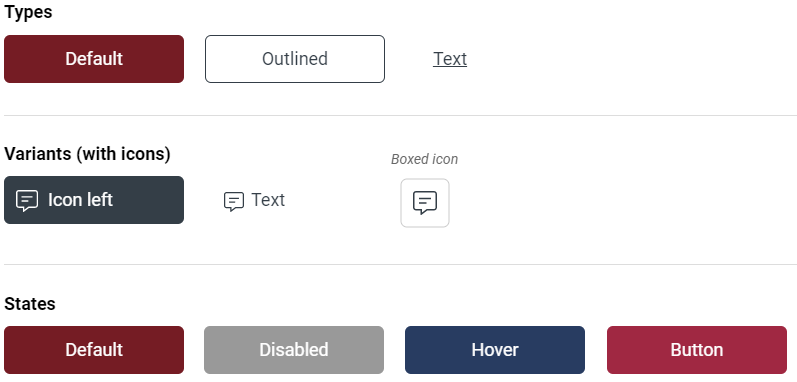 Types
Default
Outlined
Text
Variants (with icons)
Boxed icon
Icon left
Text
States
Default
Disabled
Hover
Button